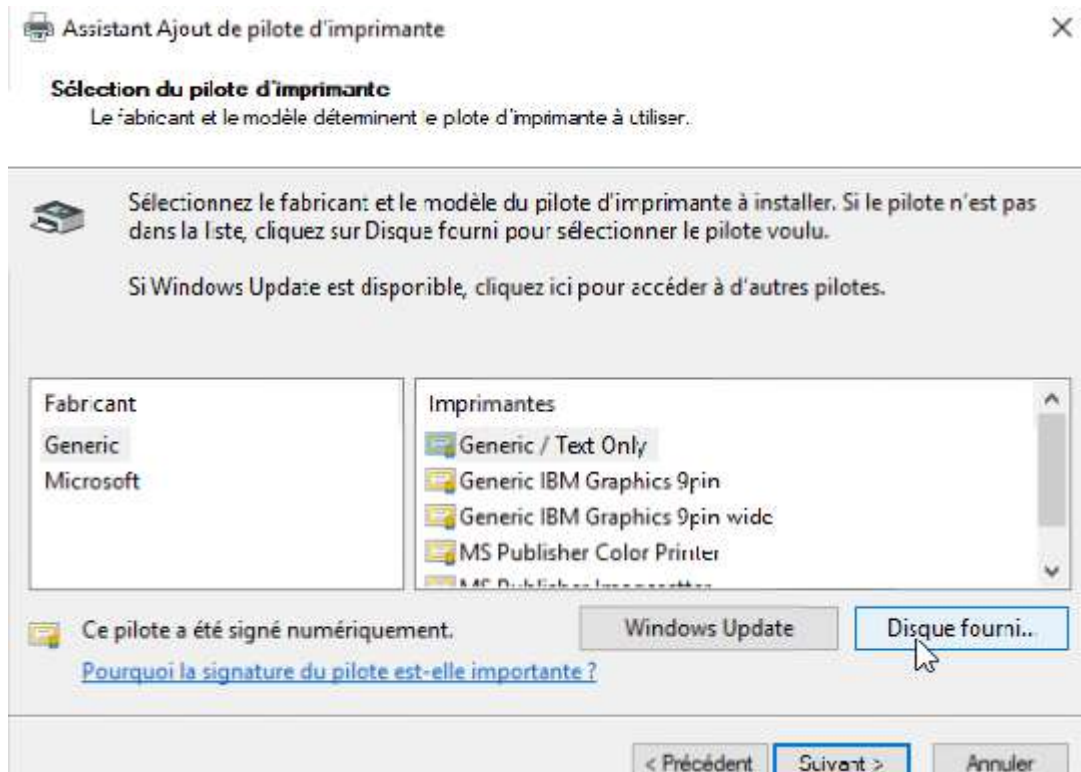 Assistant Ajout de pilote d'imprimante
Sélection du pilote d'imprimante
Le fabricant et le modèle déterminent le pilote d'imprimante à utiliser.
Sélectionnez le fabricant et le modèle du pilote d'imprimante à installer. Si le pilote n'est pas
dans la liste, cliquez sur Disque fourni pour sélectionner le pilote voulu.
Si Windows Update est disponible, cliquez ici pour accéder à d'autres pilotes.
Fabricant
Generic
Microsoft
Imprimantes
Generic / Text Only
Generic IBM Graphics 9pin
Generic IBM Graphics 9pin wide
MS Publisher Color Printer
MS Publisher Imagesetter
Ce pilote a été signé numériquement.
Windows Update
Disque fourni...
Pourquoi la signature du pilote est-elle importante ?
< Précédent
Suivant >
Annuler